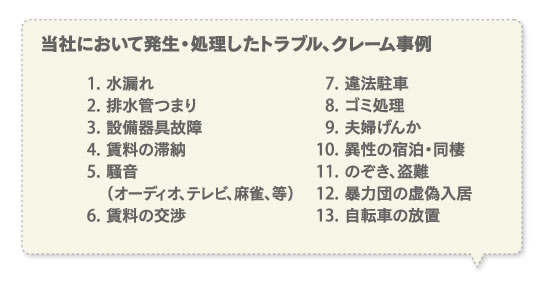 当社において発生・処理したトラブル、クレーム事例
1. 水漏れ
2. 排水管つまり
3. 設備器具故障
4. 賃料の滞納
5. 騒音
（オーディオ、テレビ、麻雀、等）
6. 賃料の交渉
7. 違法駐車
8. ゴミ処理
9. 夫婦げんか
10. 異性の宿泊・同棲
11. のぞき、盗難
12. 暴力団の虚偽入居
13. 自転車の放置